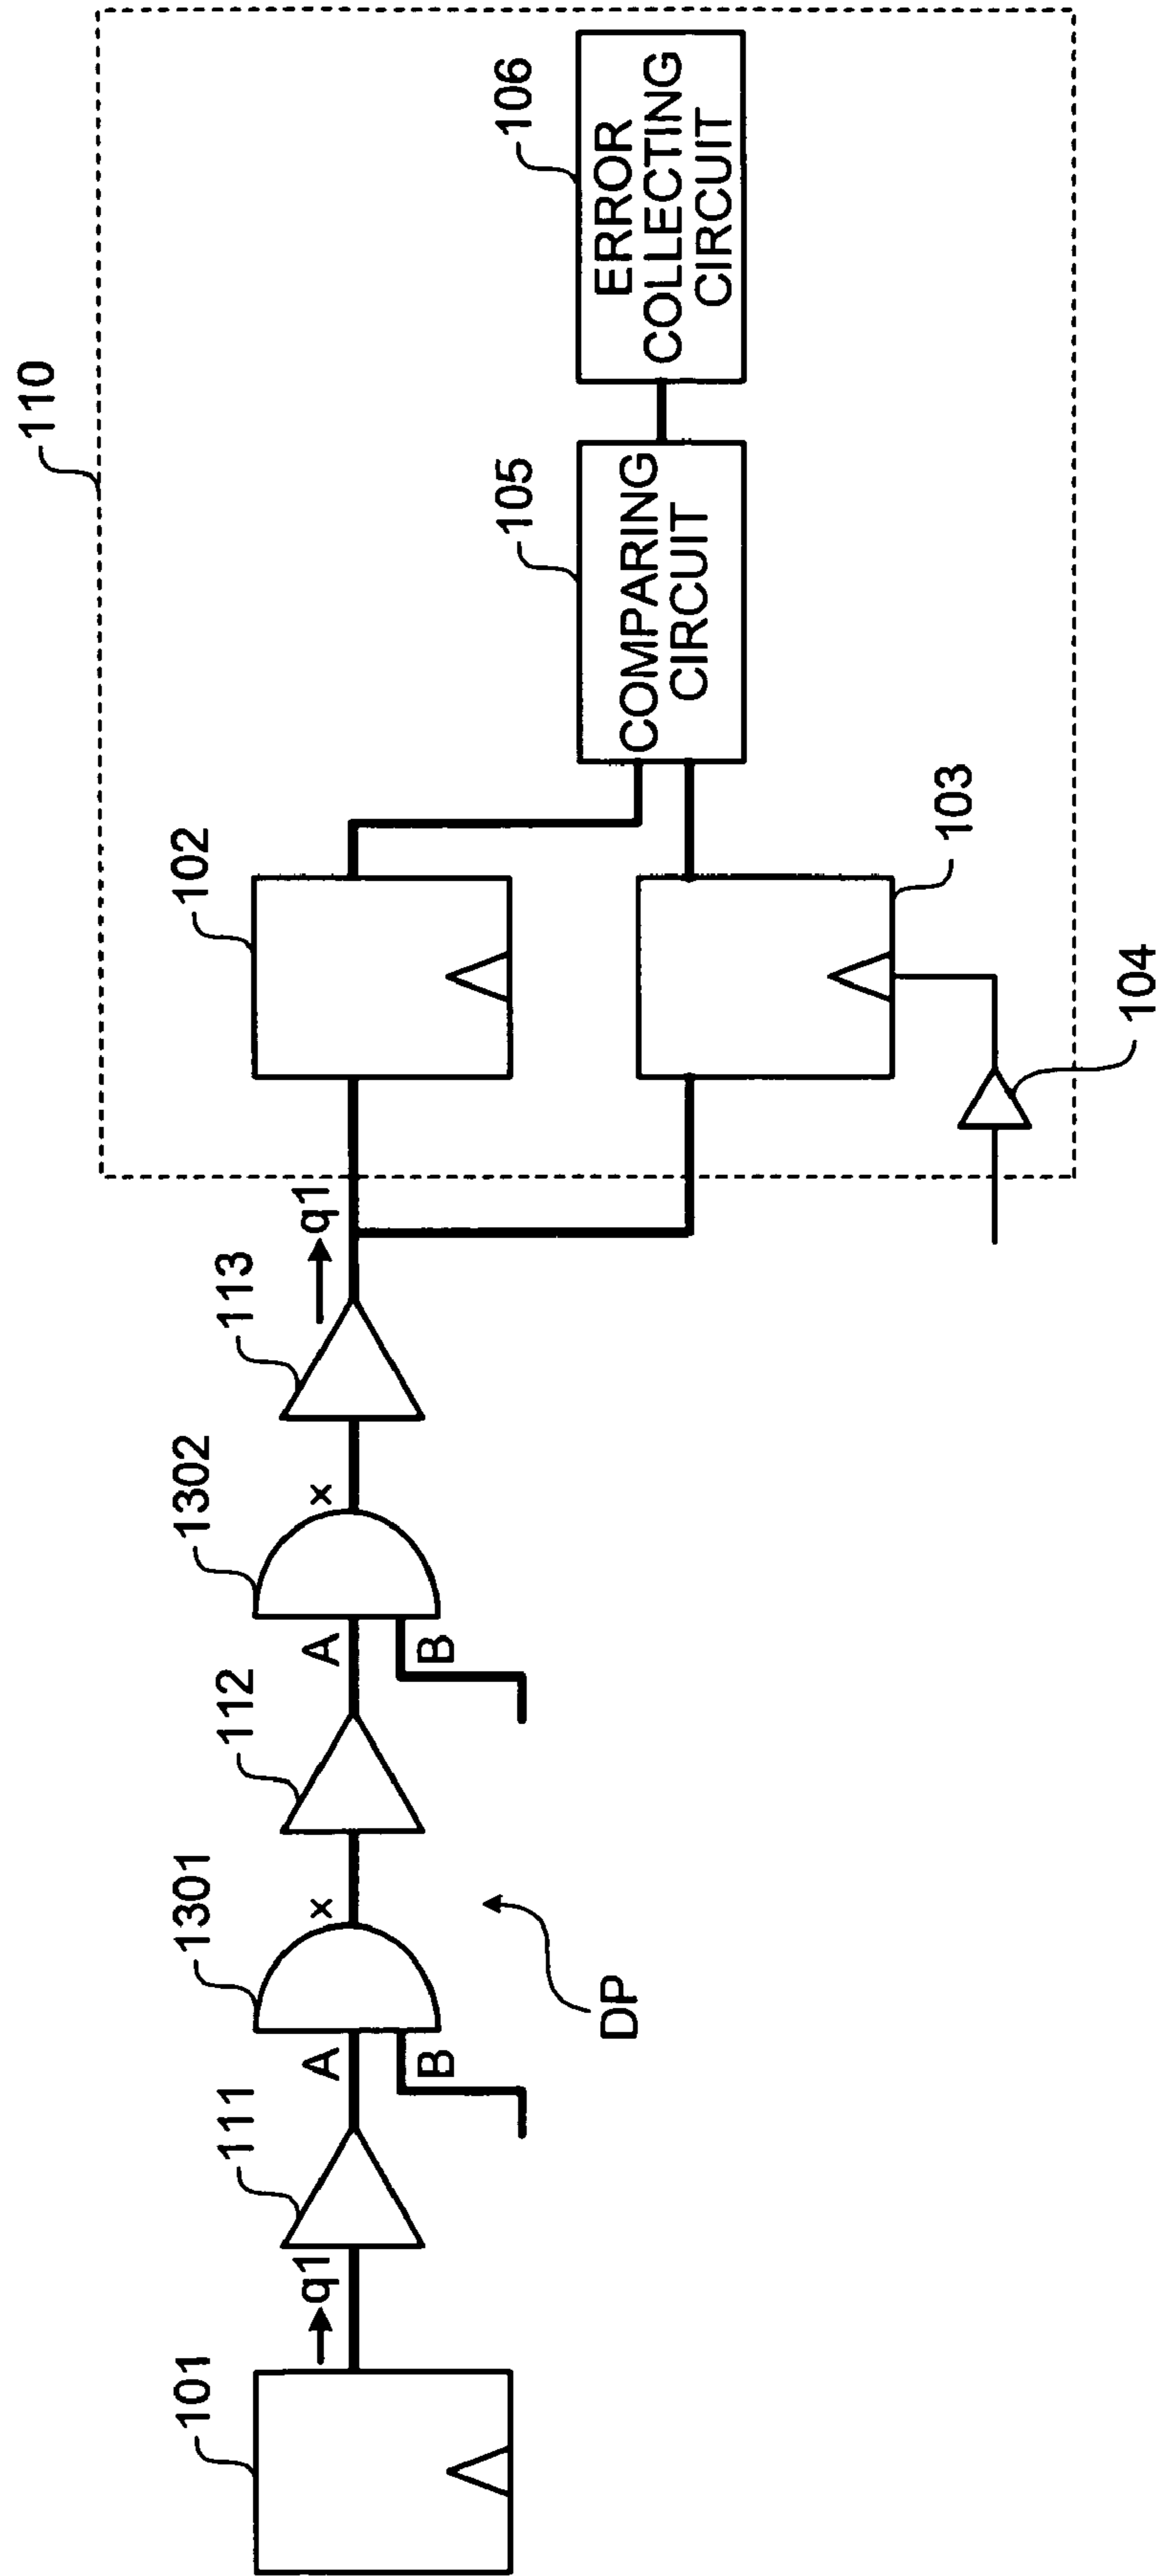 110
101
q1
111
A
B
1301
x
DP
112
A
B
1302
x
113
q1
102
103
104
105
COMPARING
CIRCUIT
106
ERROR
COLLECTING
CIRCUIT